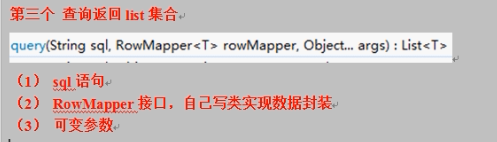 第三个 查询返回 list 集合
query(String sql, RowMapper<T> rowMapper, Object... args) : List<T>
（1） sql 语句
（2） RowMapper 接口，自己写类实现数据封装
（3） 可变参数